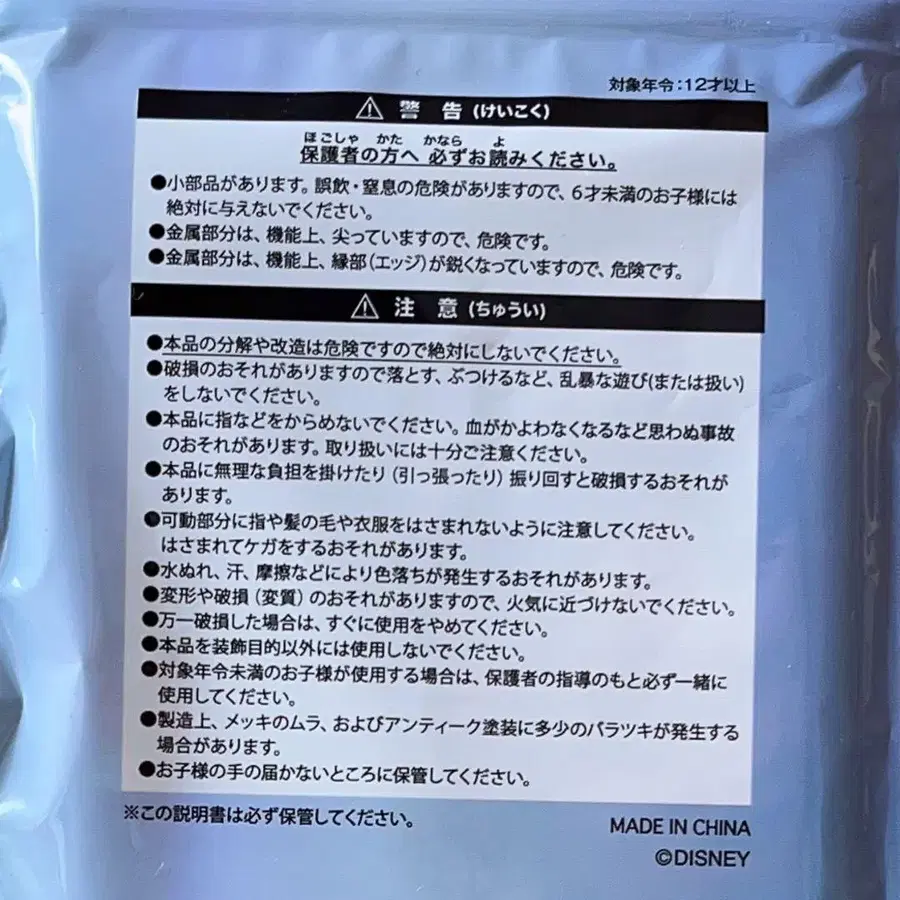 対象年令：12才以上
⚠ 警 告 (けいこく)
ほごしゃ かた かなら よ
保護者の方へ 必ずお読みください。
●小部品があります。誤飲・窒息の危険がありますので、6才未満のお子様には
絶対に与えないでください。
●金属部分は、機能上、尖っていますので、危険です。
●金属部分は、機能上、縁部（エッジ）が鋭くなっていますので、危険です。
⚠ 注 意 (ちゅうい)
●本品の分解や改造は危険ですので絶対にしないでください。
●破損のおそれがありますので落とす、ぶつけるなど、乱暴な遊び(または扱い)
をしないでください。
●本品に指などをからめないでください。血がかよわなくなるなど思わぬ事故
のおそれがあります。取り扱いには十分ご注意ください。
●本品に無理な負担を掛けたり（引っ張ったり）振り回すと破損するおそれが
あります。
●可動部分に指や髪の毛や衣服をはさまれないように注意してください。
はさまれてケガをするおそれがあります。
●水ぬれ、汗、摩擦などにより色落ちが発生するおそれがあります。
●変形や破損（変質）のおそれがありますので、火気に近づけないでください。
●万一破損した場合は、すぐに使用をやめてください。
●本品を装飾目的以外には使用しないでください。
●対象年令未満のお子様が使用する場合は、保護者の指導のもと必ず一緒に
使用してください。
●製造上、メッキのムラ、およびアンティーク塗装に多少のバラツキが発生する
場合があります。
●お子様の手の届かないところに保管してください。
※この説明書は必ず保管してください。
MADE IN CHINA
©DISNEY